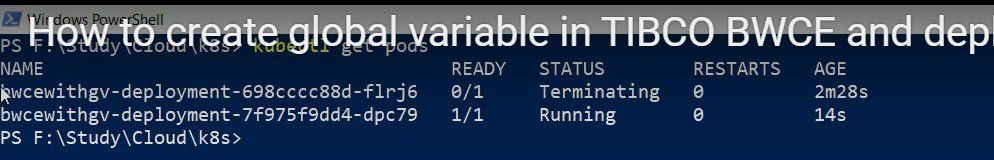 Windows PowerShell
How to create global variable in TIBCO BWCE and depl
PS F:\Study\Cloud\k8s> kubectl get pods
NAME READY STATUS RESTARTS AGE
bwcewithgv-deployment-698cccc88d-flrj6 0/1 Terminating 0 2m28s
bwcewithgv-deployment-7f975f9dd4-dpc79 1/1 Running 0 14s
PS F:\Study\Cloud\k8s>